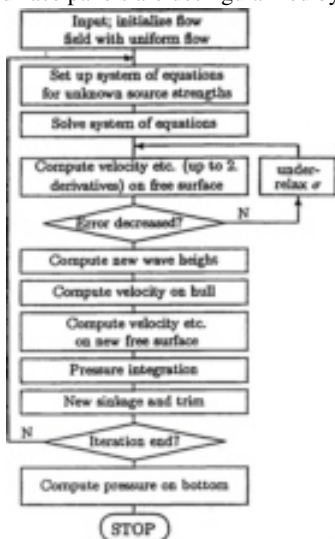 Input; initialise flow
field with uniform flow
Set up system of equations
for unknown source strengths
Solve system of equations
Compute velocity etc. (up to 2.
derivatives) on free surface
under-
relax σ
Error decreased?
N
Compute new wave height
Compute velocity on hull
Compute velocity etc.
on new free surface
Pressure integration
New sinkage and trim
N
Iteration end?
Compute pressure on bottom
STOP